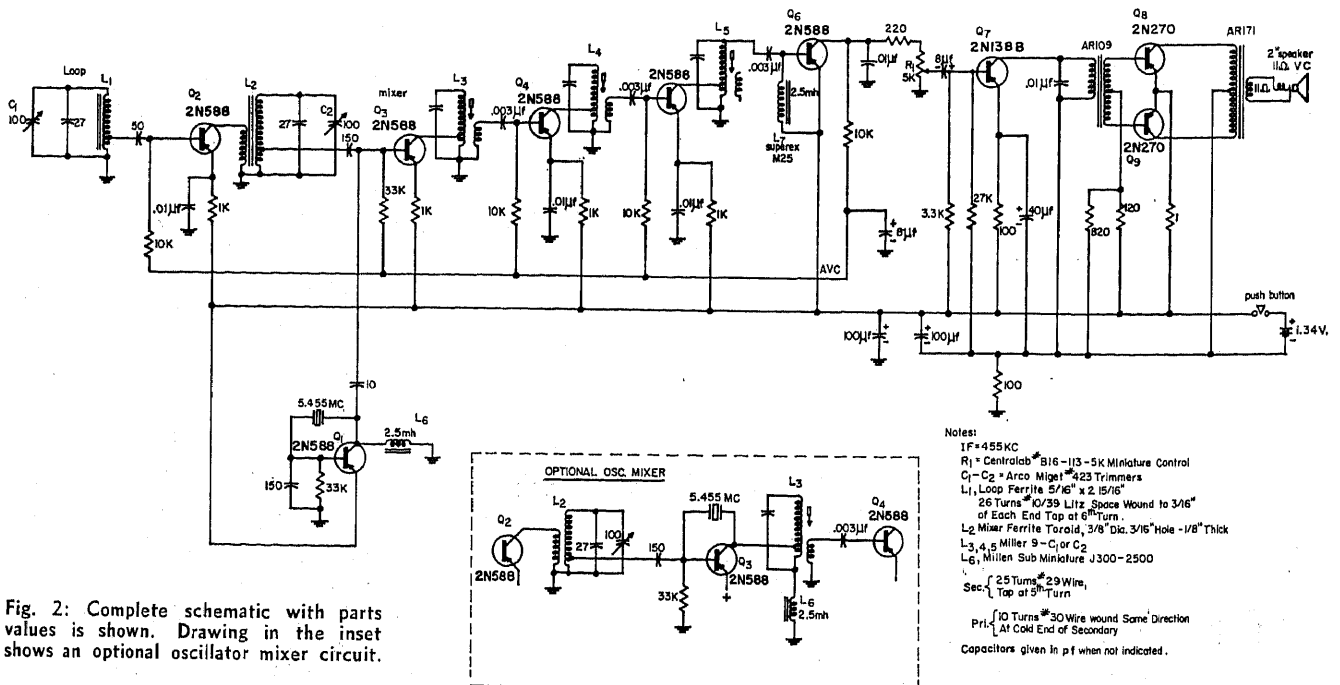 Loop
L1
C1
100
27
50
Q2
2N588
L2
27
C2
100
150
.01µf
1K
10K
mixer
Q3
2N588
L3
33K
1K
.003µf
Q4
2N588
L4
10K
.01µf
1K
.003µf
2N588
L5
10K
.01µf
1K
.003µf
Q6
2N588
2.5mh
L7
superex
M25
.01µf
220
R1
5K
10K
8µf
AVC
8µf
Q7
2N138B
3.3K
27K
100
40µf
.01µf
AR109
Q8
2N270
2N270
Q9
AR171
11Ω
2" speaker
11Ω VC
820
120
1
push button
1.34V.
100µf
100µf
100
10
5.455MC
2N588
Q1
L6
2.5mh
150
33K
OPTIONAL OSC. MIXER
Q2
2N588
L2
27
100
150
5.455 MC
Q3
2N588
33K
L3
L6
2.5mh
.003µf
Q4
2N588
Notes:
IF=455KC
R1= Centralab #B16-113-5K Miniature Control
C1-C2 = Arco Miget #423 Trimmers
L1, Loop Ferrite 5/16" x 2 15/16"
26 Turns #10/39 Litz Space Wound to 3/16"
of Each End Tap at 6th Turn.
L2 Mixer Ferrite Toroid, 3/8" Dia. 3/16" Hole -1/8" Thick
L3,4,5 Miller 9-C1 or C2
L6, Millen Sub Miniature J300-2500
Sec. { 25 Turns #29 Wire,
Tap at 5th Turn
Pri. { 10 Turns #30 Wire wound Same Direction
At Cold End of Secondary
Capacitors given in pf when not indicated.
Fig. 2: Complete schematic with parts
values is shown. Drawing in the inset
shows an optional oscillator mixer circuit.